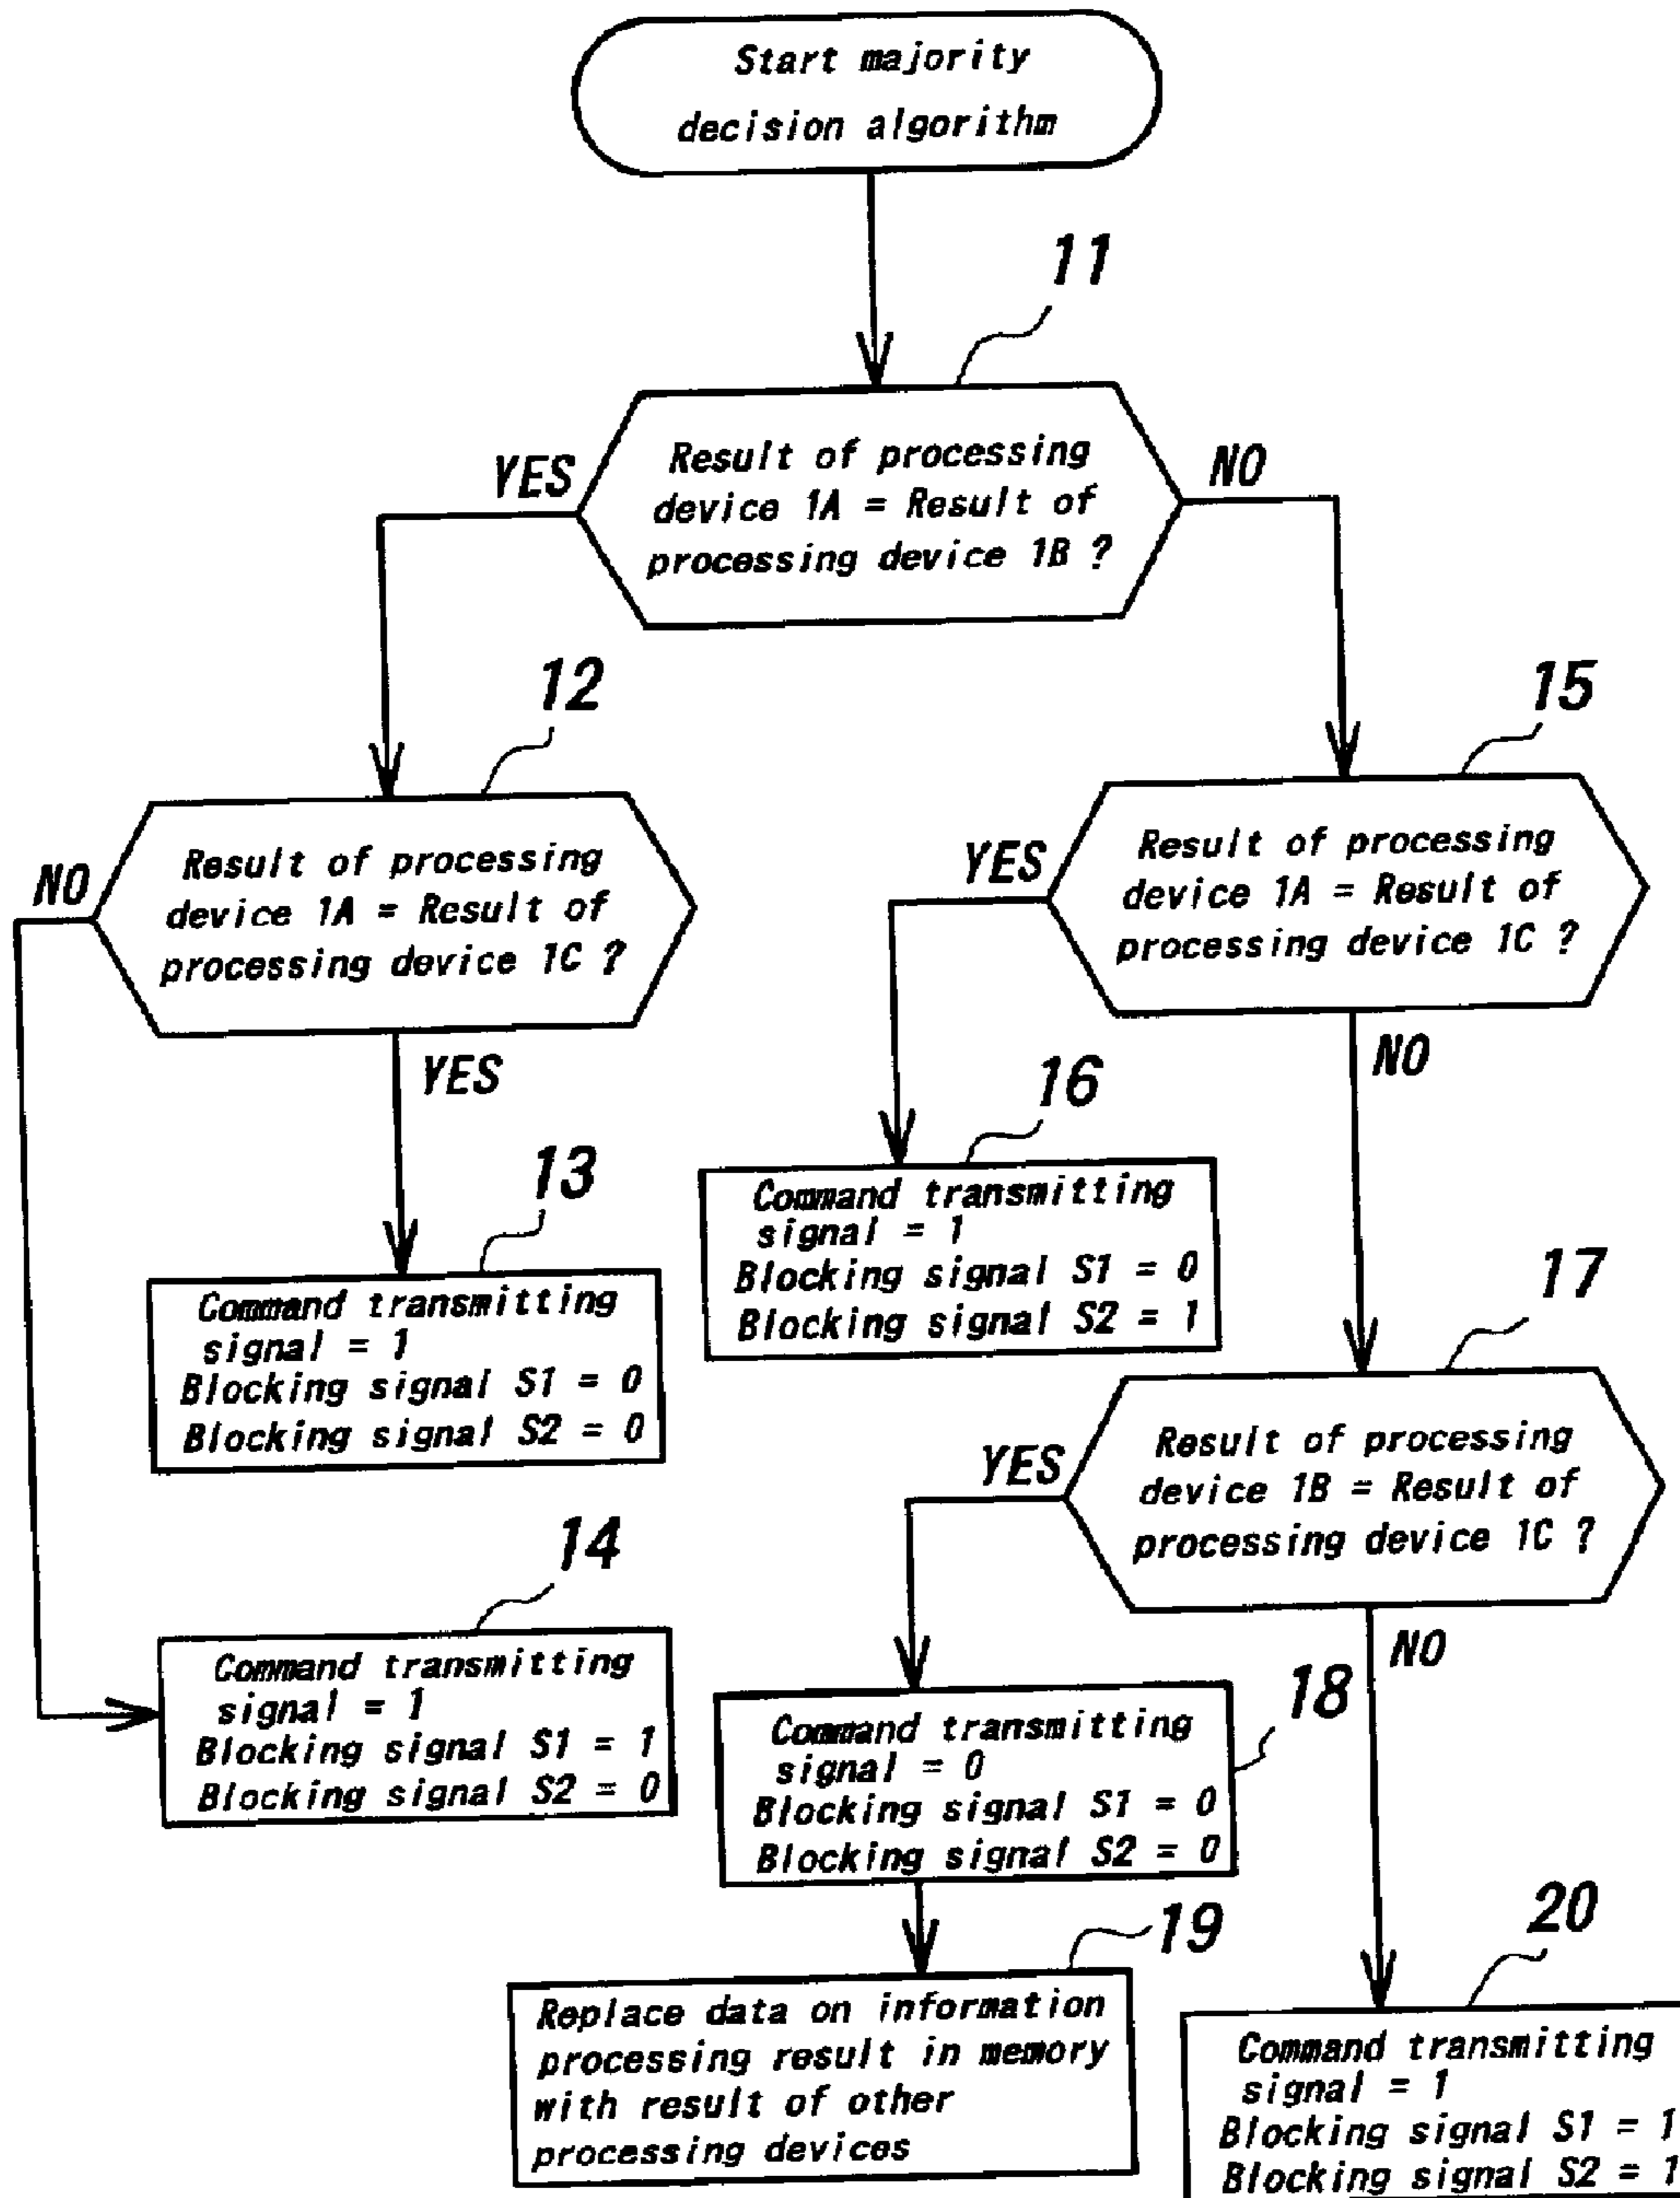 Start majority
decision algorithm
11
Result of processing
device 1A = Result of
processing device 1B ?
YES
NO
12
Result of processing
device 1A = Result of
processing device 1C ?
NO
YES
13
Command transmitting
signal = 1
Blocking signal S1 = 0
Blocking signal S2 = 0
14
Command transmitting
signal = 1
Blocking signal S1 = 1
Blocking signal S2 = 0
15
Result of processing
device 1A = Result of
processing device 1C ?
YES
NO
16
Command transmitting
signal = 1
Blocking signal S1 = 0
Blocking signal S2 = 1
17
Result of processing
device 1B = Result of
processing device 1C ?
YES
NO
18
Command transmitting
signal = 0
Blocking signal S1 = 0
Blocking signal S2 = 0
19
Replace data on information
processing result in memory
with result of other
processing devices
20
Command transmitting
signal = 1
Blocking signal S1 = 1
Blocking signal S2 = 1